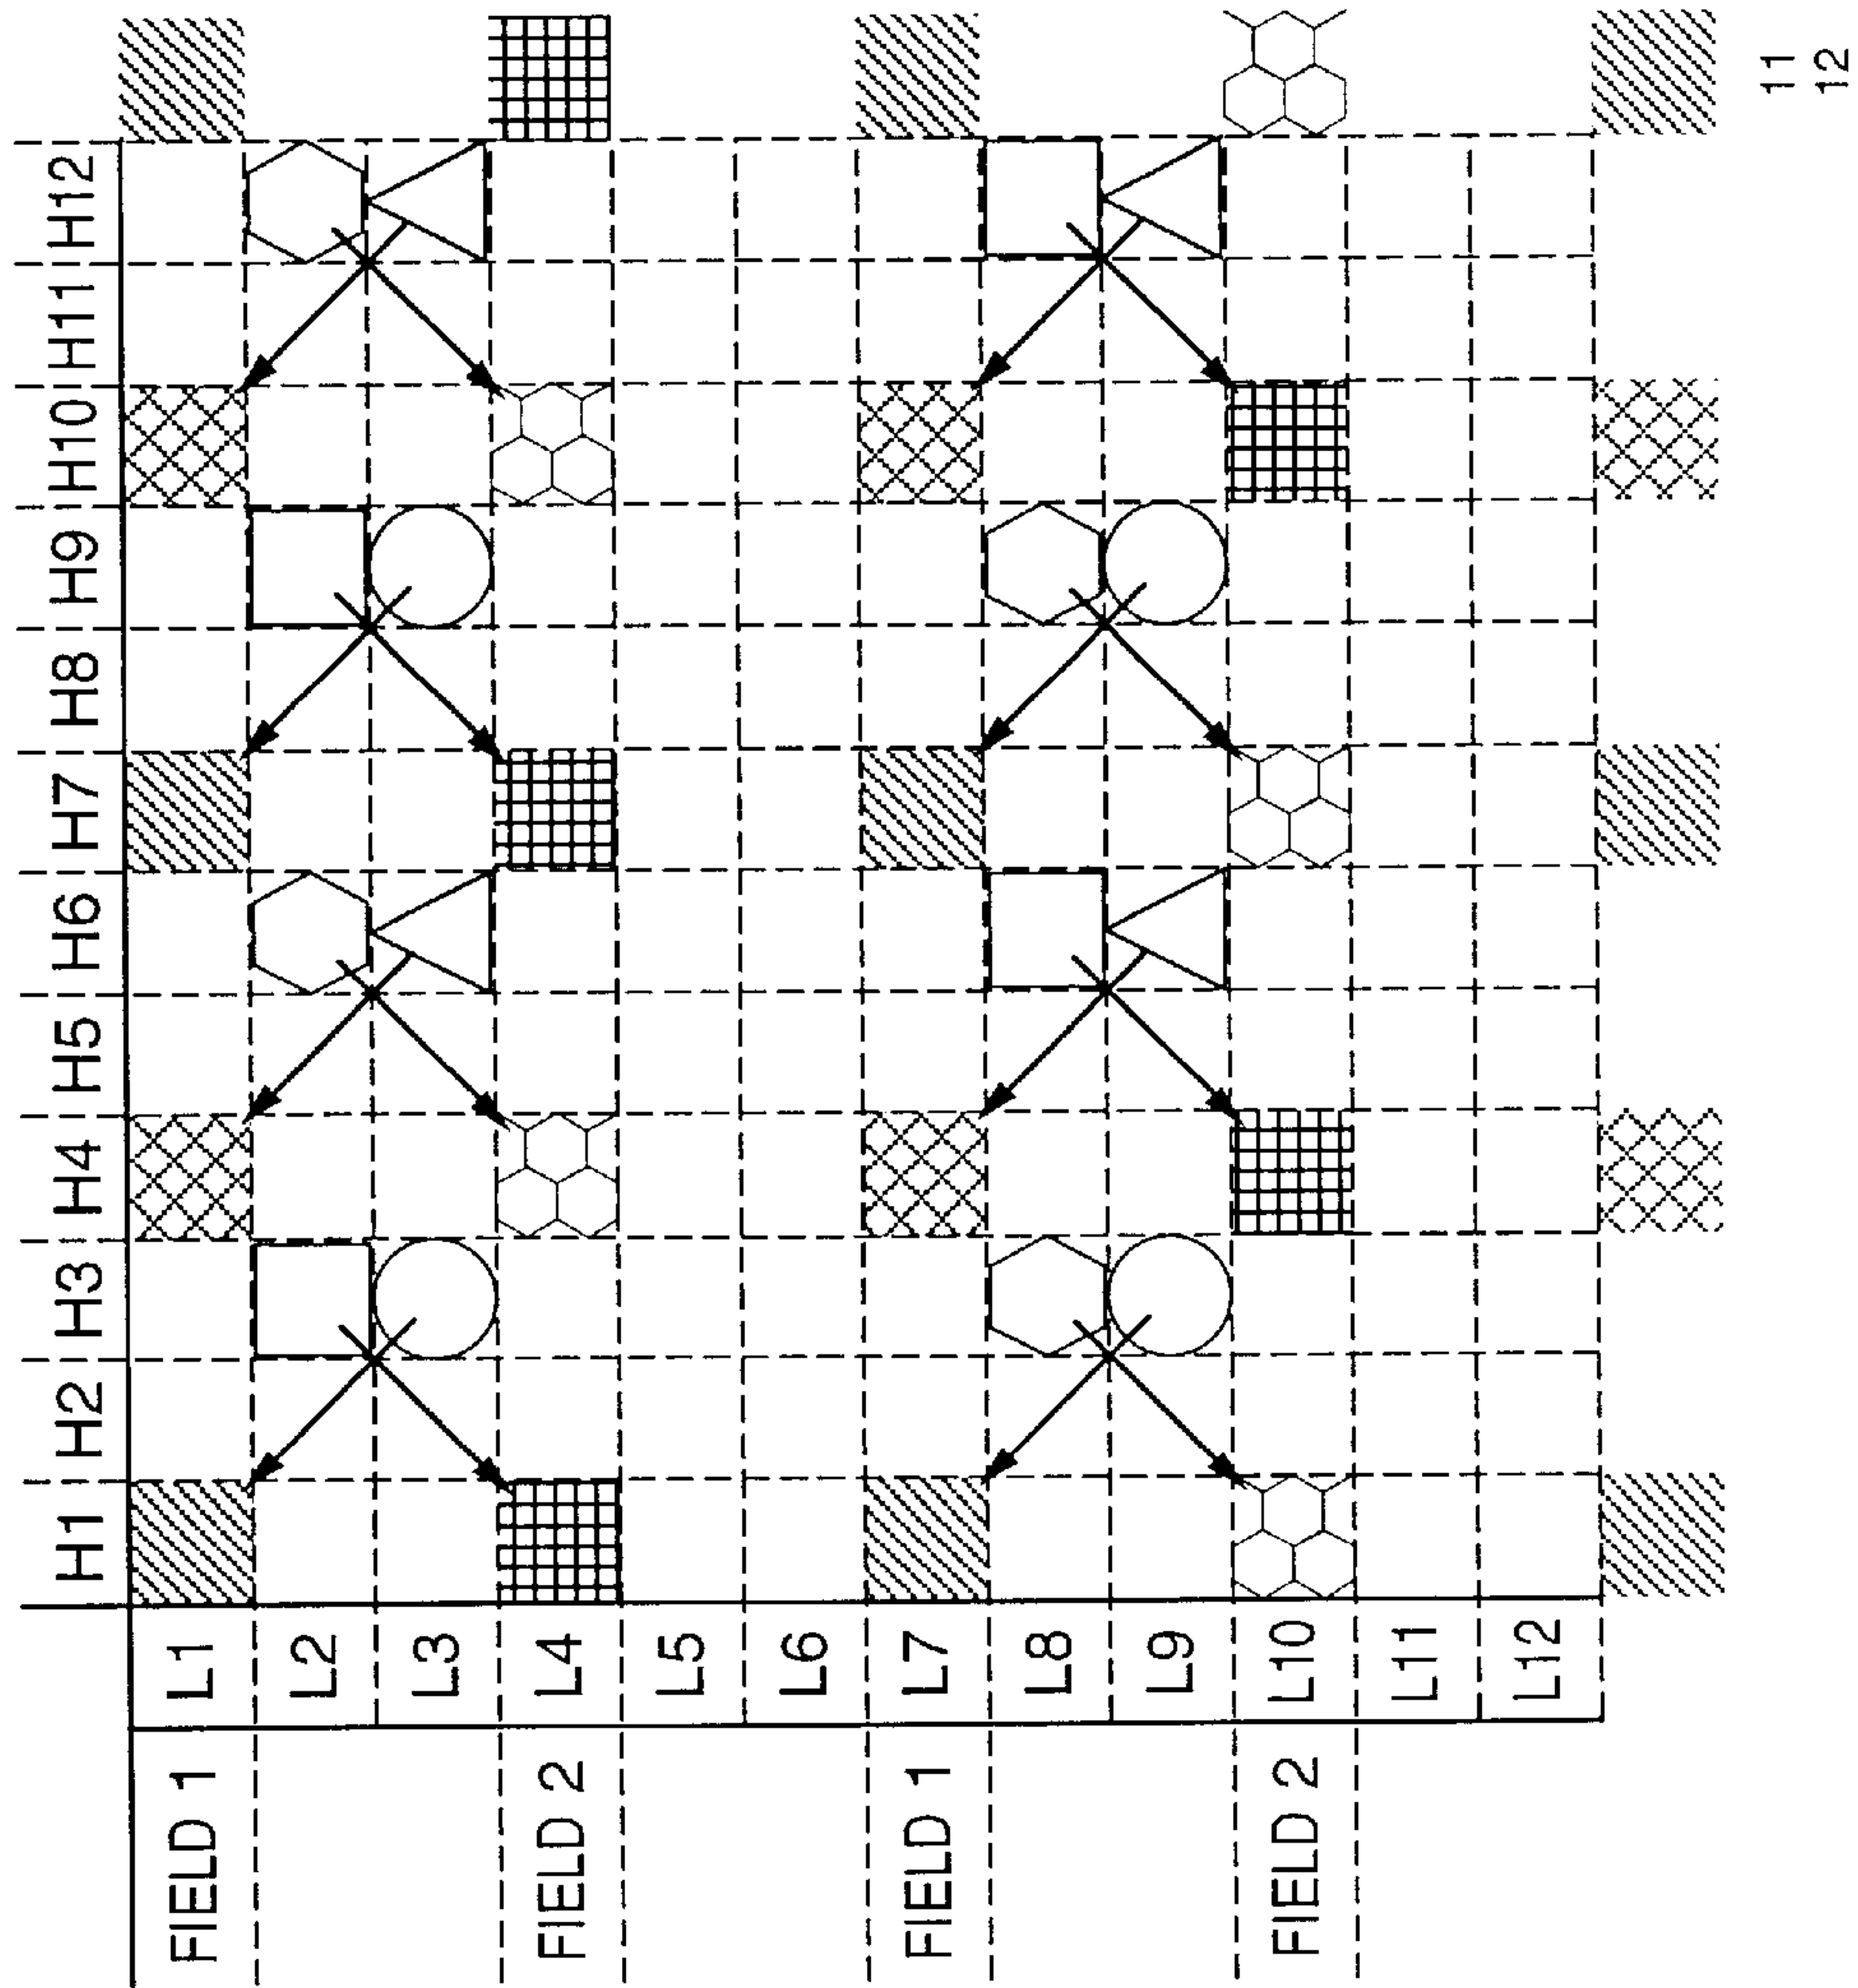 H1 H2 H3 H4 H5 H6 H7 H8 H9 H10 H11 H12
FIELD 1 L1
L2
L3
FIELD 2 L4
L5
L6
FIELD 1 L7
L8
L9
FIELD 2 L10
L11
L12
11
12